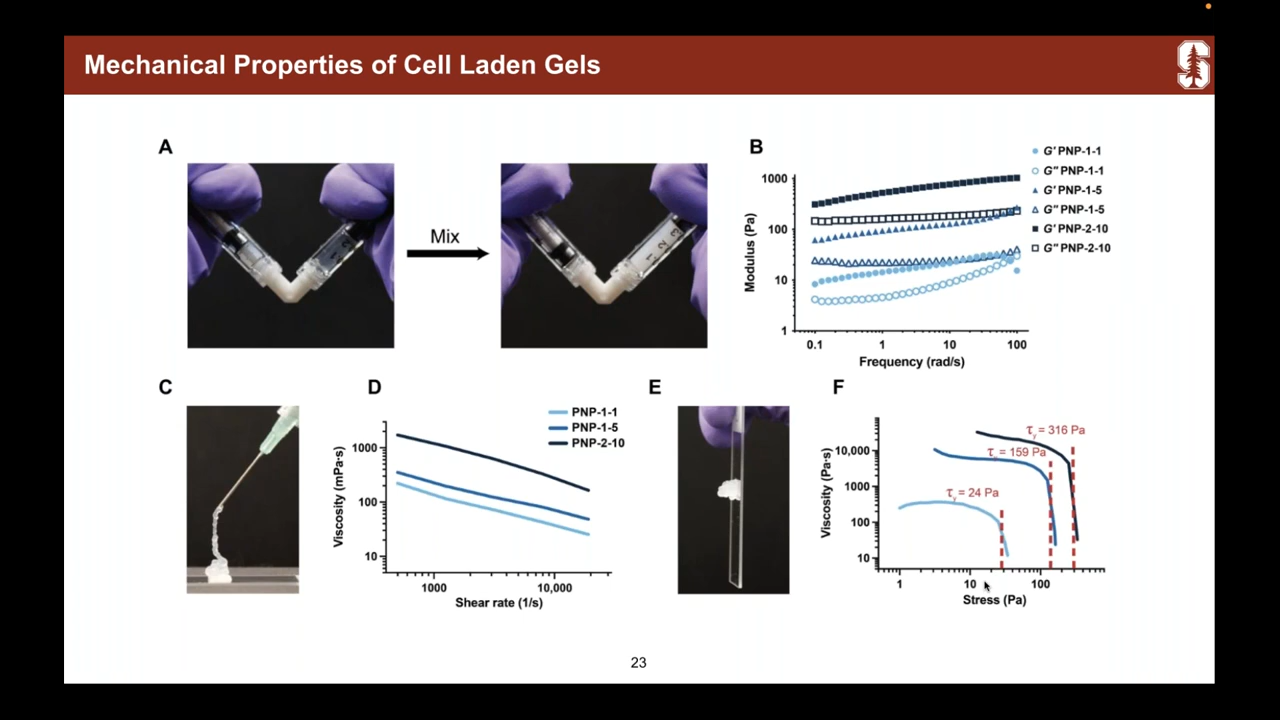 Mechanical Properties of Cell Laden Gels
A
Mix
B
G′ PNP-1-1
G″ PNP-1-1
G′ PNP-1-5
G″ PNP-1-5
G′ PNP-2-10
G″ PNP-2-10
Modulus (Pa)
1000
100
10
1
0.1 1 10 100
Frequency (rad/s)
C
D
PNP-1-1
PNP-1-5
PNP-2-10
Viscosity (mPa·s)
1000
100
10
1000 10,000
Shear rate (1/s)
E
F
τy = 316 Pa
τy = 159 Pa
τy = 24 Pa
Viscosity (Pa·s)
10,000
1000
100
10
1 10 100
Stress (Pa)
23